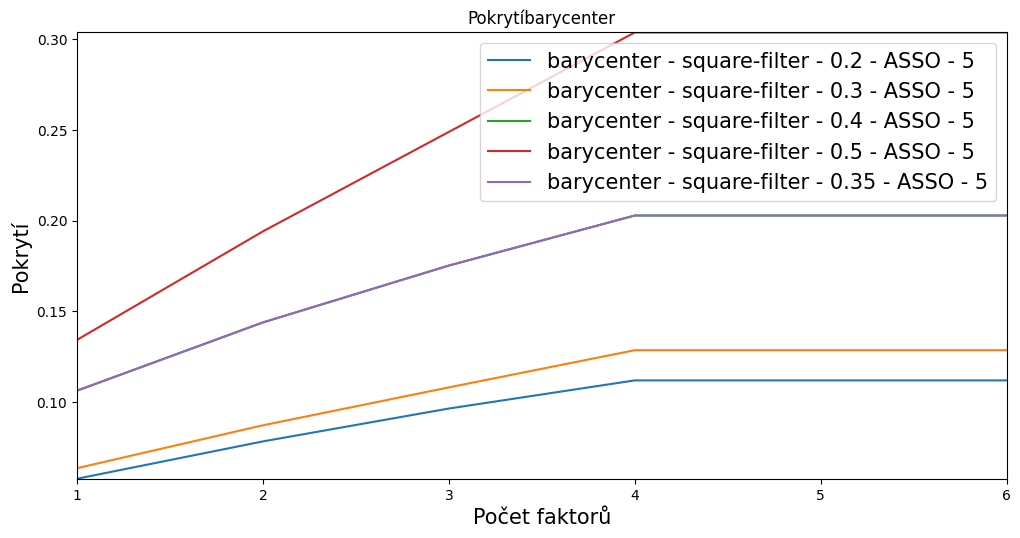 Pokrytíbarycenter
0.30
0.25
0.20
0.15
0.10
Pokrytí
barycenter - square-filter - 0.2 - ASSO - 5
barycenter - square-filter - 0.3 - ASSO - 5
barycenter - square-filter - 0.4 - ASSO - 5
barycenter - square-filter - 0.5 - ASSO - 5
barycenter - square-filter - 0.35 - ASSO - 5
1
2
3
4
5
6
Počet faktorů